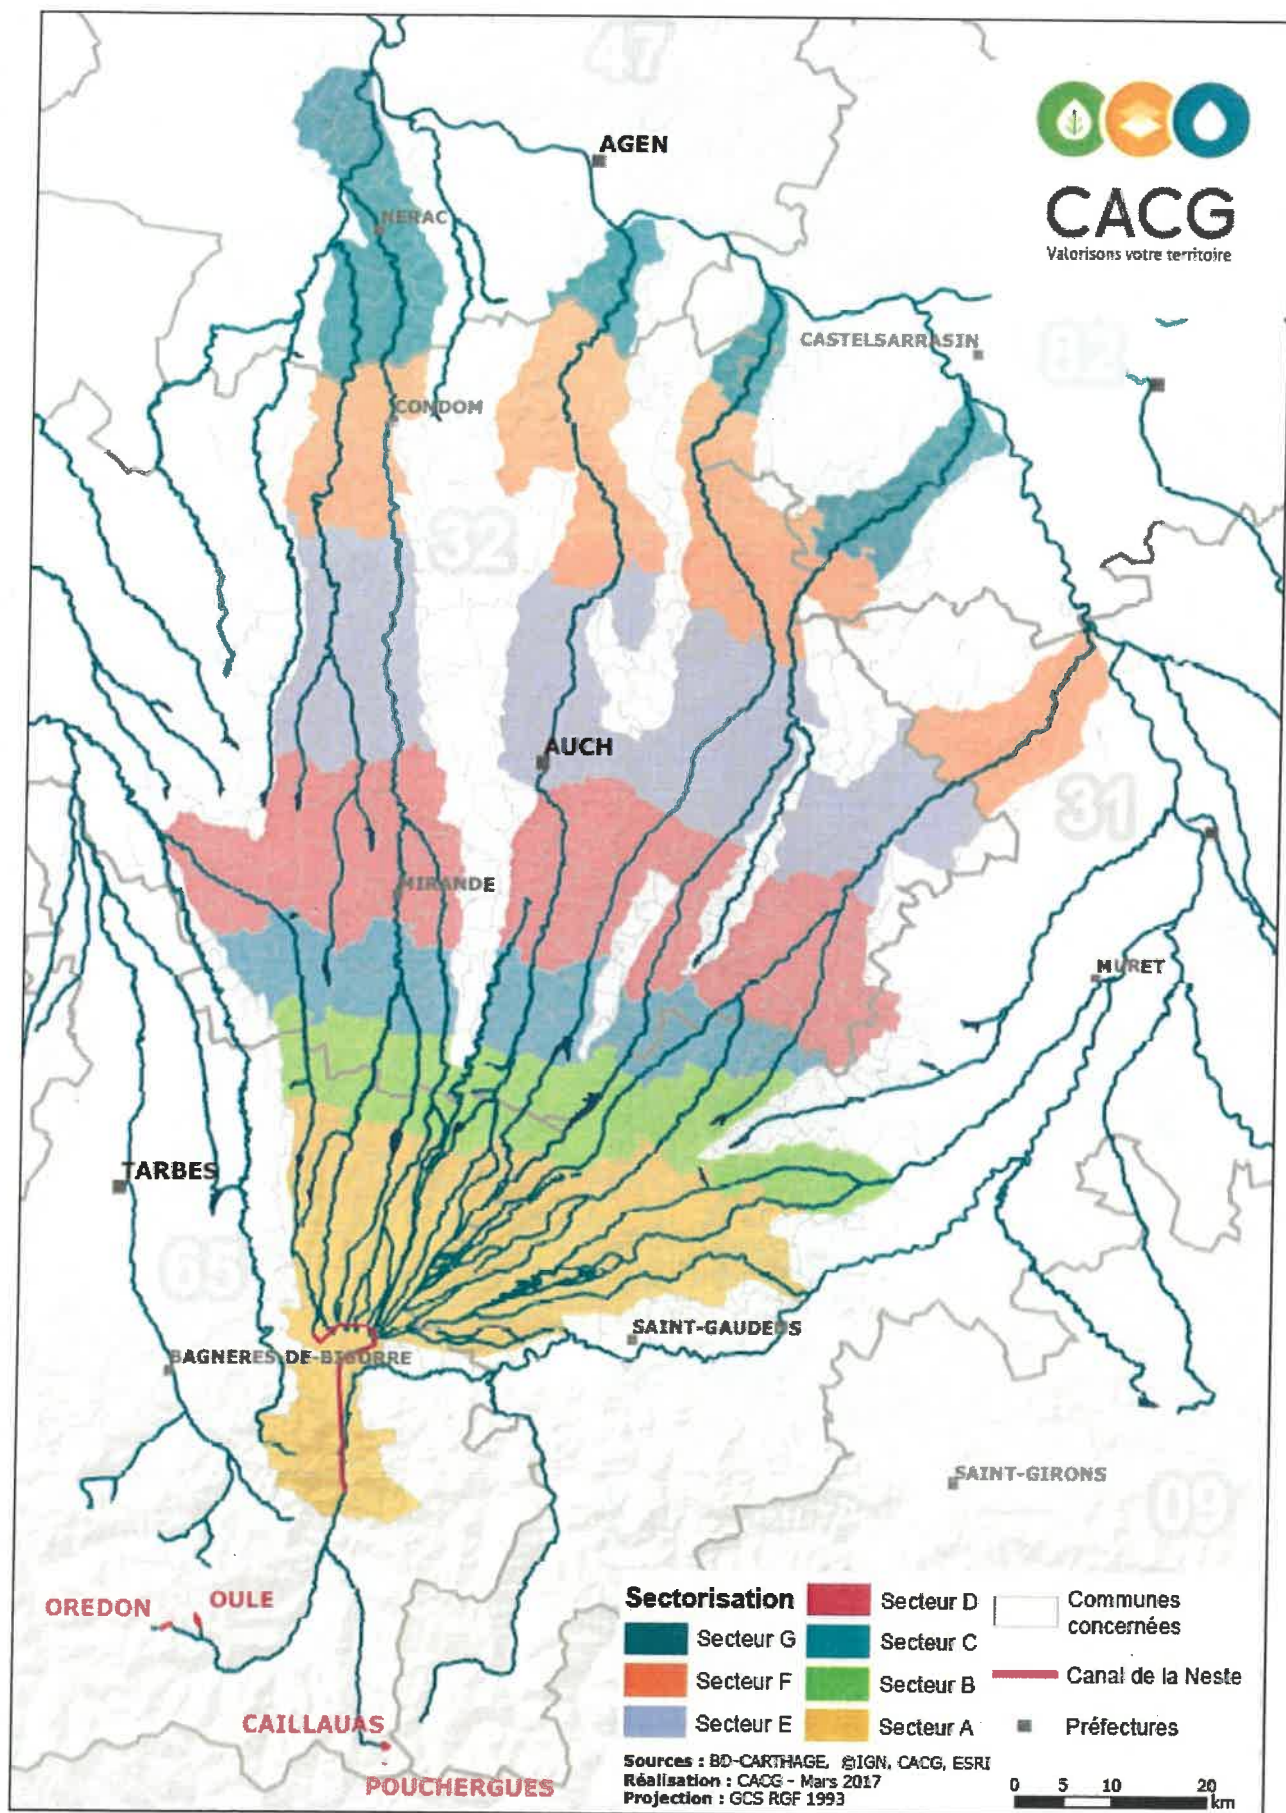 47
AGEN
CACG
Valorisons votre territoire
NERAC
CASTELSARRASIN
82
CONDOM
32
AUCH
31
MIRANDE
MURET
TARBES
65
SAINT-GAUDENS
BAGNERES DE-BIGORRE
SAINT-GIRONS
09
OREDON
OULE
CAILLAUAS
POUCHERGUES
Sectorisation
Secteur G
Secteur F
Secteur E
Secteur D
Secteur C
Secteur B
Secteur A
Communes
concernées
Canal de la Neste
Préfectures
Sources : BD-CARTHAGE, ©IGN, CACG, ESRI
Réalisation : CACG - Mars 2017
Projection : GCS RGF 1993
0 5 10 20
km